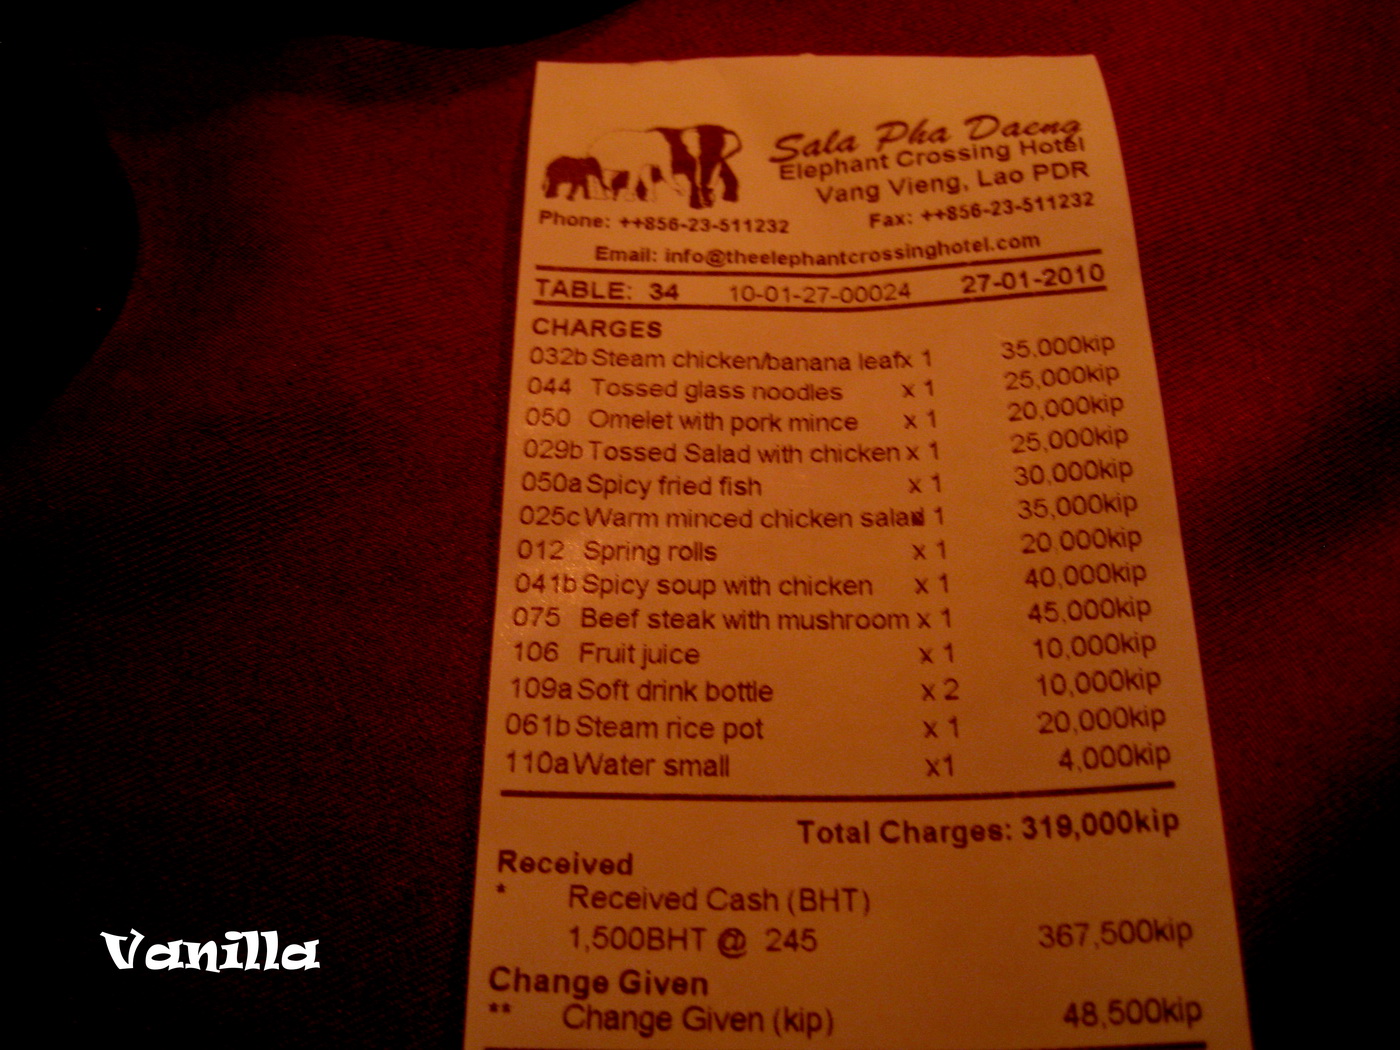 Sala Pha Daeng
Elephant Crossing Hotel
Vang Vieng, Lao PDR
Phone: ++856-23-511232 Fax: ++856-23-511232
Email: info@theelephantcrossinghotel.com
TABLE: 34 10-01-27-00024 27-01-2010
CHARGES
032b Steam chicken/banana leafx 1 35,000kip
044 Tossed glass noodles x 1 25,000kip
050 Omelet with pork mince x 1 20,000kip
029b Tossed Salad with chicken x 1 25,000kip
050a Spicy fried fish x 1 30,000kip
025c Warm minced chicken salad 1 35,000kip
012 Spring rolls x 1 20,000kip
041b Spicy soup with chicken x 1 40,000kip
075 Beef steak with mushroom x 1 45,000kip
106 Fruit juice x 1 10,000kip
109a Soft drink bottle x 2 10,000kip
061b Steam rice pot x 1 20,000kip
110a Water small x1 4,000kip
Total Charges: 319,000kip
Received
* Received Cash (BHT)
1,500BHT @ 245 367,500kip
Change Given
** Change Given (kip) 48,500kip
Vanilla